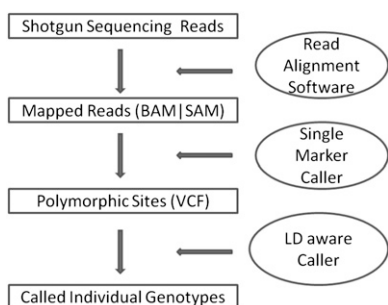 Shotgun Sequencing Reads
Read
Alignment
Software
Mapped Reads (BAM|SAM)
Single
Marker
Caller
Polymorphic Sites (VCF)
LD aware
Caller
Called Individual Genotypes